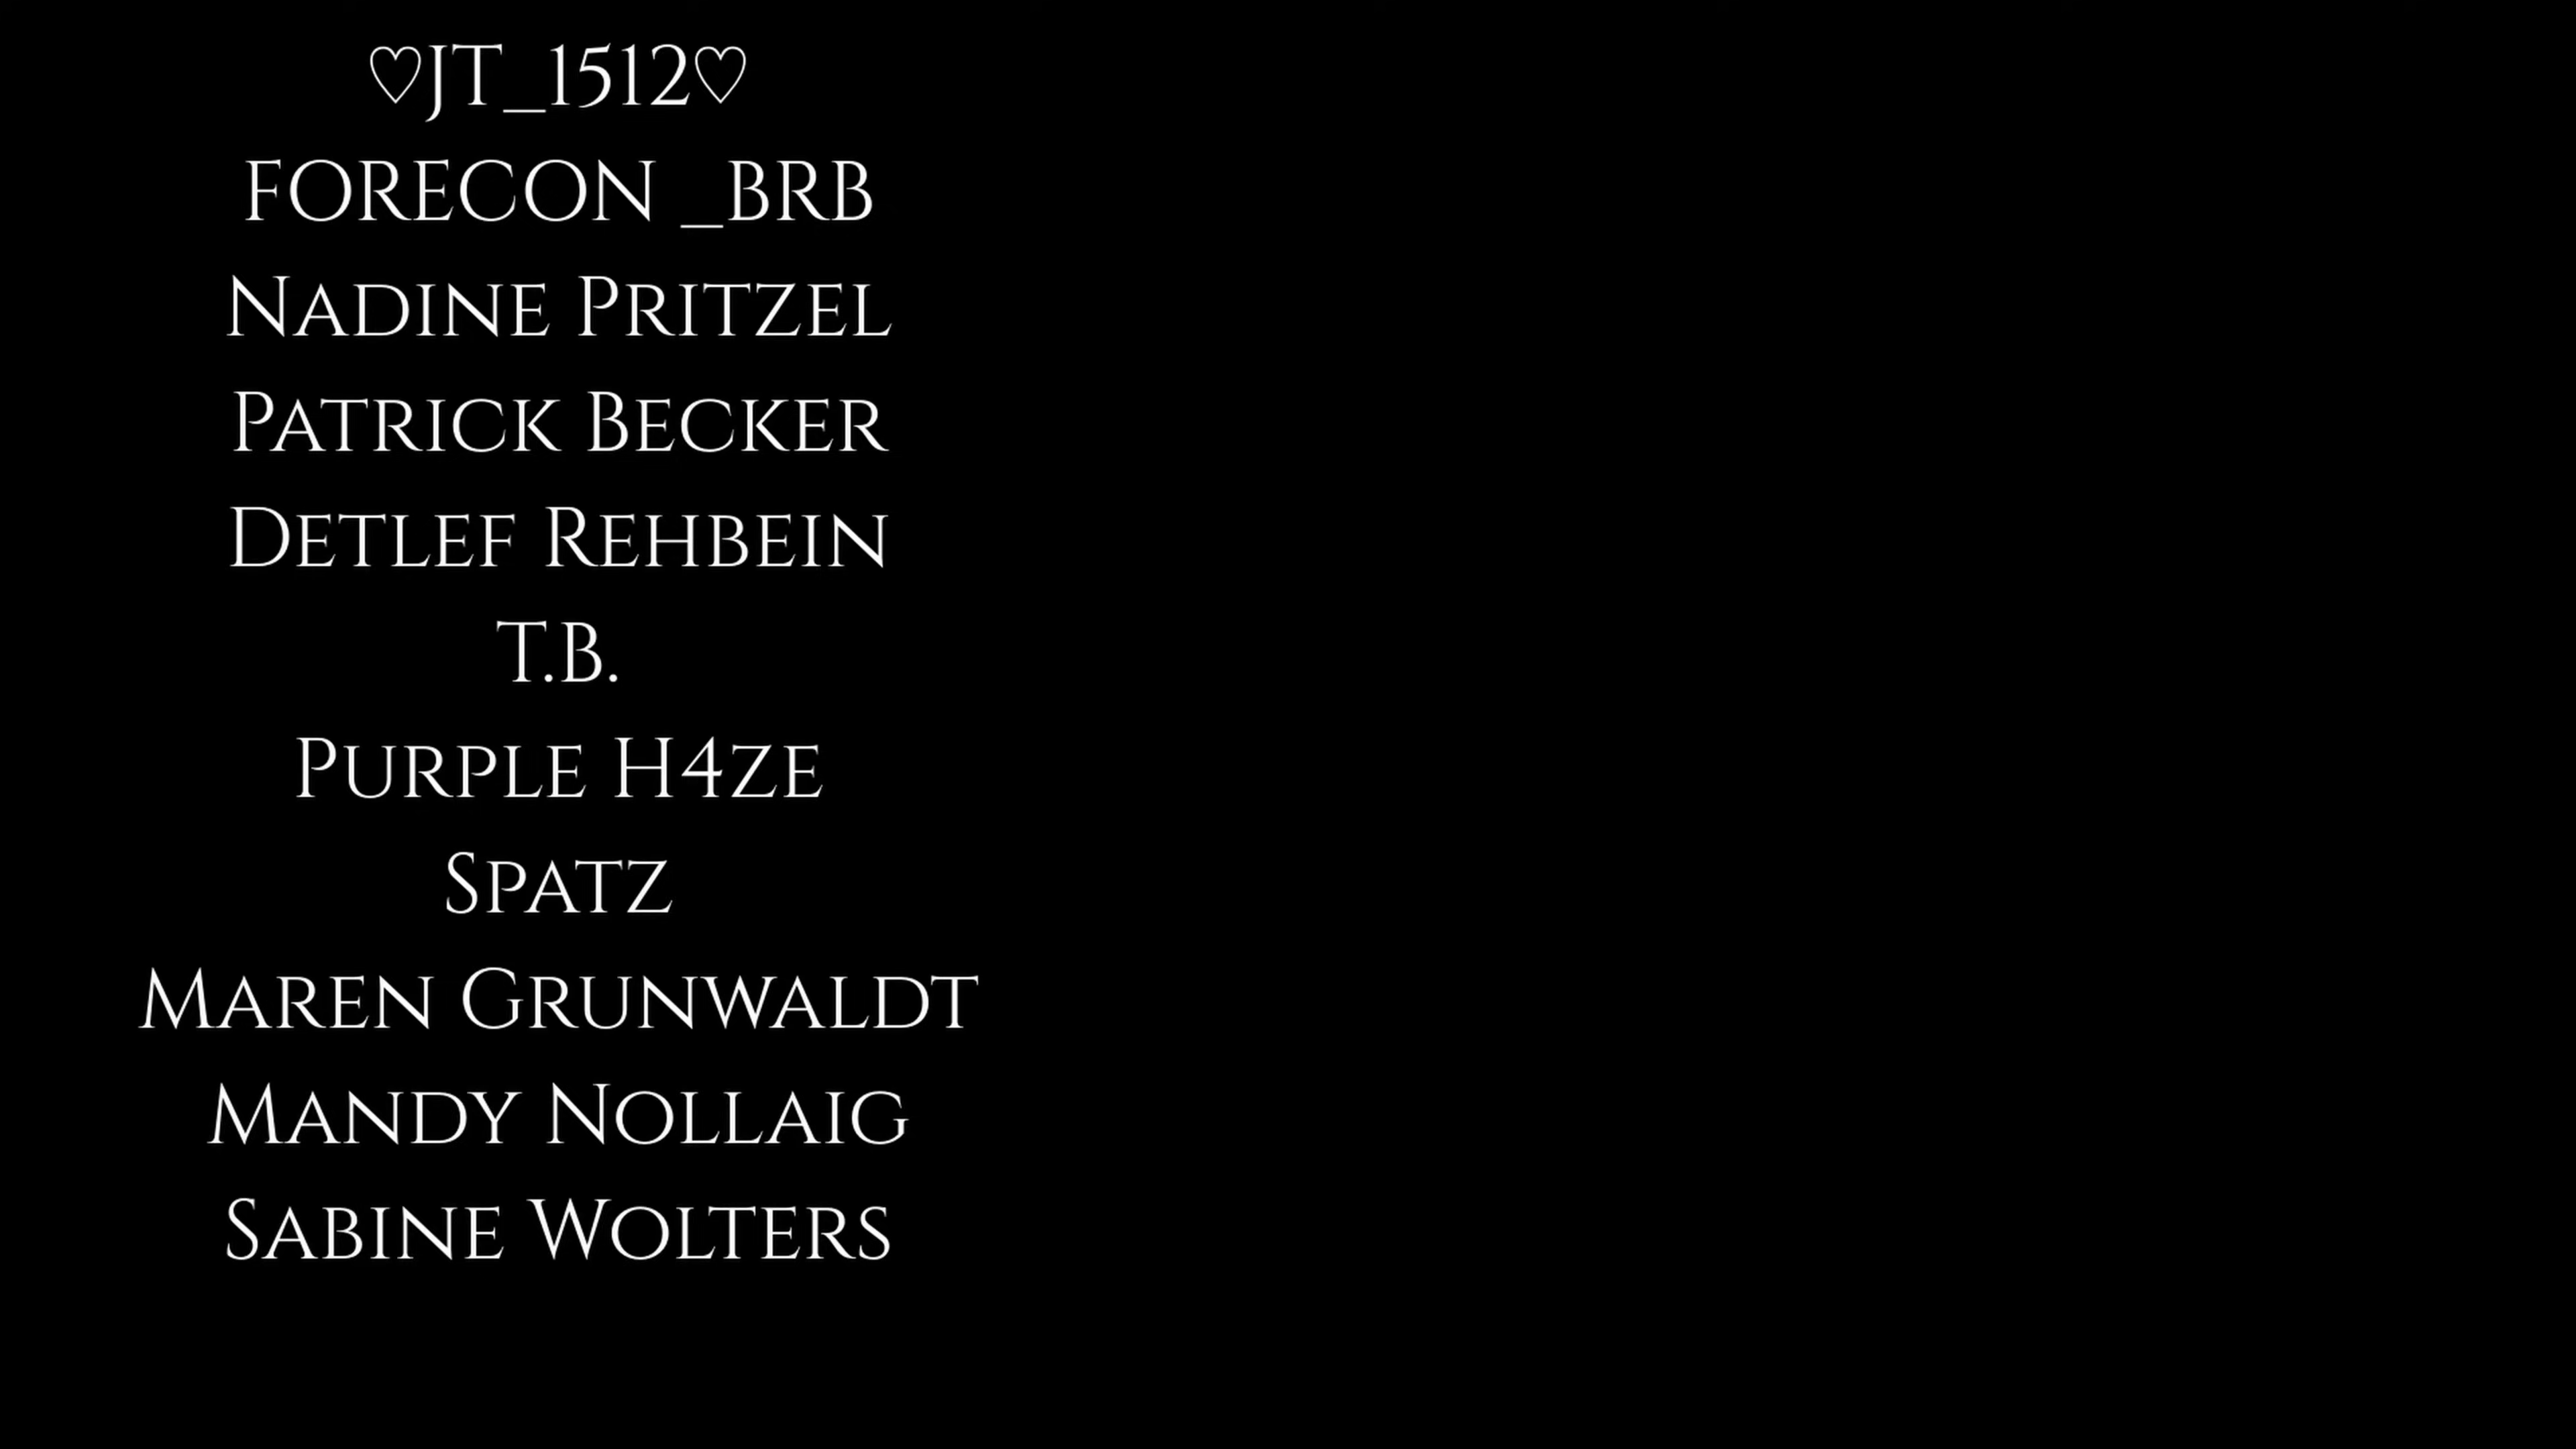 ♡JT_1512♡
FORECON _BRB
Nadine Pritzel
Patrick Becker
Detlef Rehbein
T.B.
Purple H4ze
Spatz
Maren Grunwaldt
Mandy Nollaig
Sabine Wolters